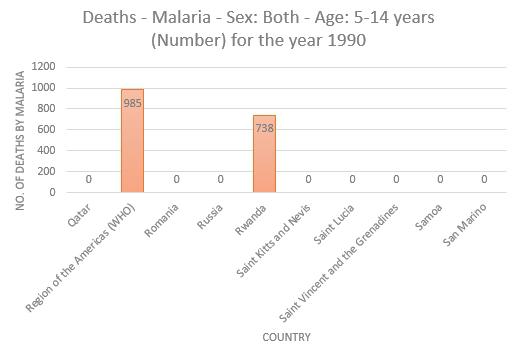 Deaths - Malaria - Sex: Both - Age: 5-14 years
(Number) for the year 1990
NO. OF DEATHS BY MALARIA
1200
1000
800
600
400
200
0
0
985
0
0
738
0
0
0
0
0
Qatar
Region of the Americas (WHO)
Romania
Russia
Rwanda
Saint Kitts and Nevis
Saint Lucia
Saint Vincent and the Grenadines
Samoa
San Marino
COUNTRY